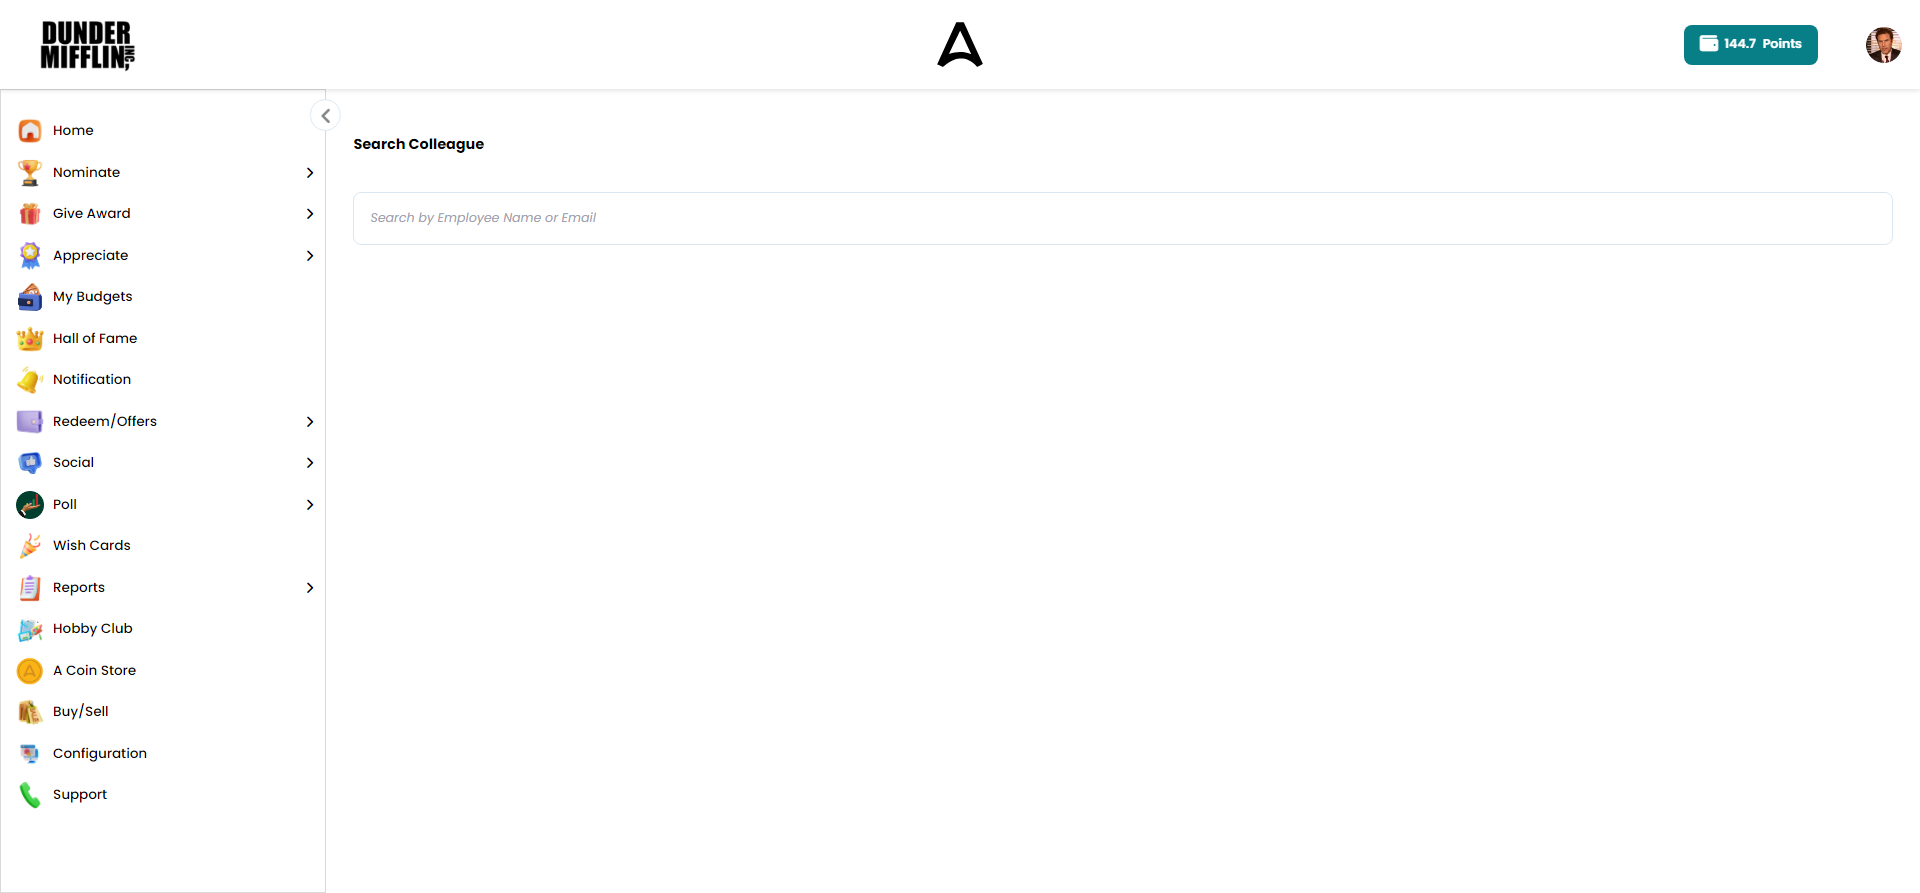 DUNDER
MIFFLIN INC,
144.7 Points
Home
Nominate
Give Award
Appreciate
My Budgets
Hall of Fame
Notification
Redeem/Offers
Social
Poll
Wish Cards
Reports
Hobby Club
A Coin Store
Buy/Sell
Configuration
Support
Search Colleague
Search by Employee Name or Email